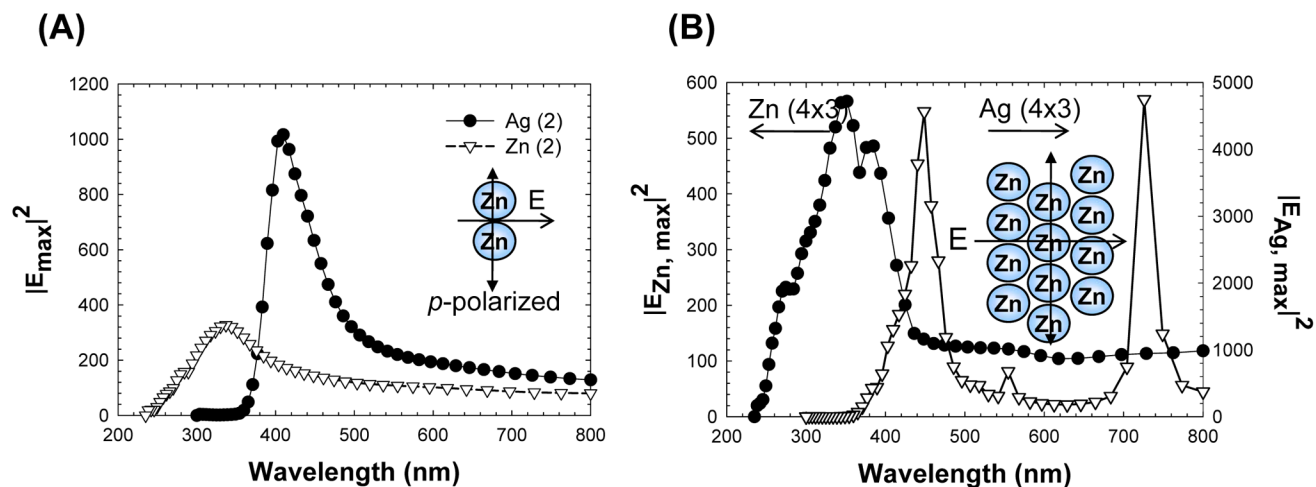 (A)
1200
1000
800
600
400
200
0
|Emax|²
Ag (2)
Zn (2)
Zn
E
Zn
p-polarized
200 300 400 500 600 700 800
Wavelength (nm)
(B)
600
500
400
300
200
100
0
|EZn, max|²
Zn (4x3)
Ag (4x3)
Zn Zn Zn
Zn Zn
E Zn
Zn Zn
Zn
Zn Zn
Zn
5000
4000
3000
2000
1000
0
|EAg, max|²
200 300 400 500 600 700 800
Wavelength (nm)